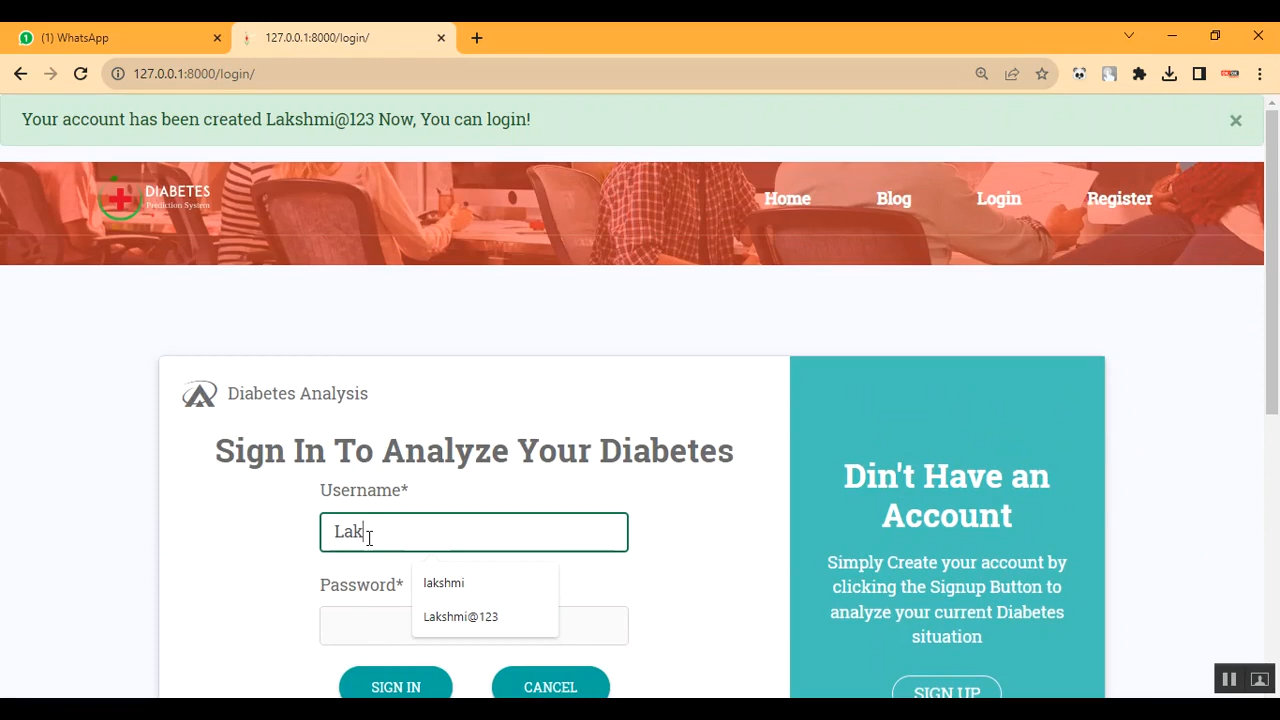 (1) WhatsApp
127.0.0.1:8000/login/
127.0.0.1:8000/login/
Your account has been created Lakshmi@123 Now, You can login!
DIABETES
Prediction System
Home
Blog
Login
Register
Diabetes Analysis
Sign In To Analyze Your Diabetes
Username*
Lak
Password*
lakshmi
Lakshmi@123
SIGN IN
CANCEL
Din't Have an
Account
Simply Create your account by
clicking the Signup Button to
analyze your current Diabetes
situation
SIGN UP